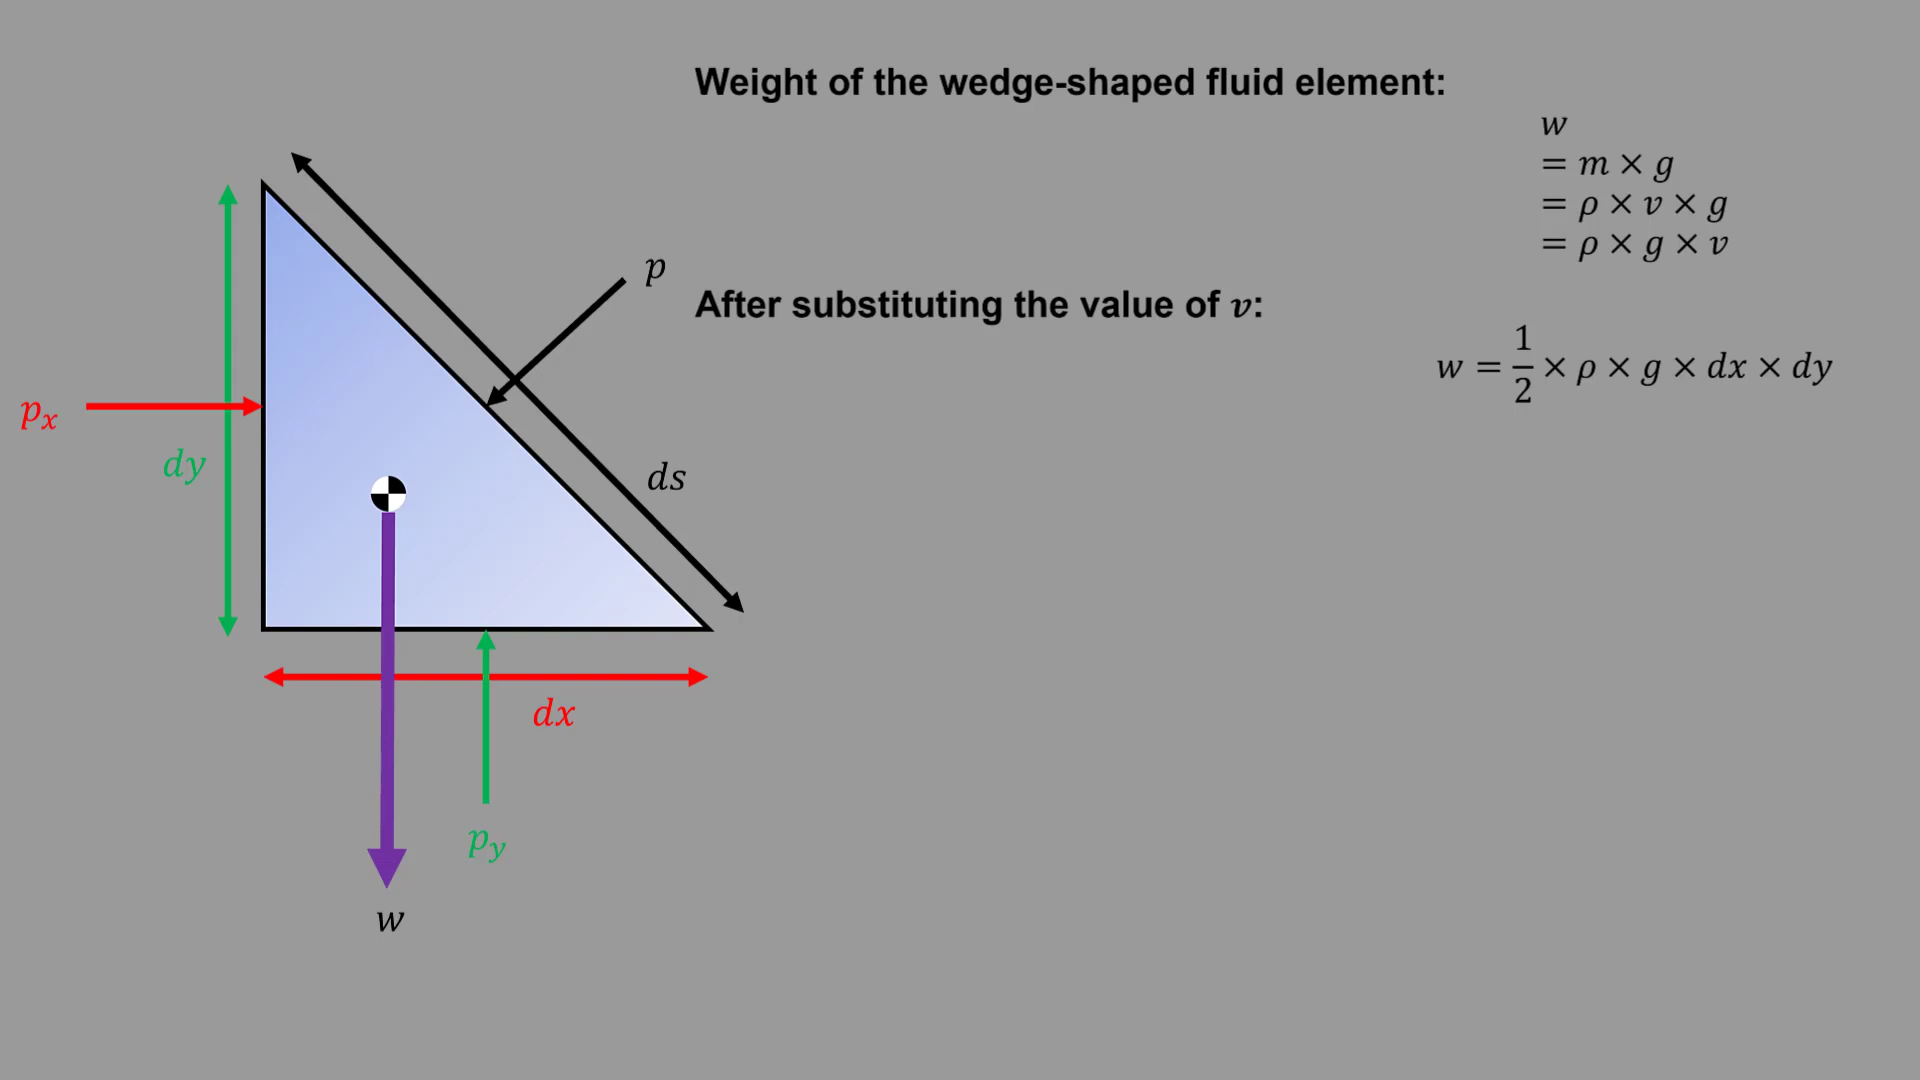 Weight of the wedge-shaped fluid element:
w
= m × g
= ρ × v × g
= ρ × g × v
p
After substituting the value of v:
w = 1/2 × ρ × g × dx × dy
pₓ
dy
ds
dx
p_y
w